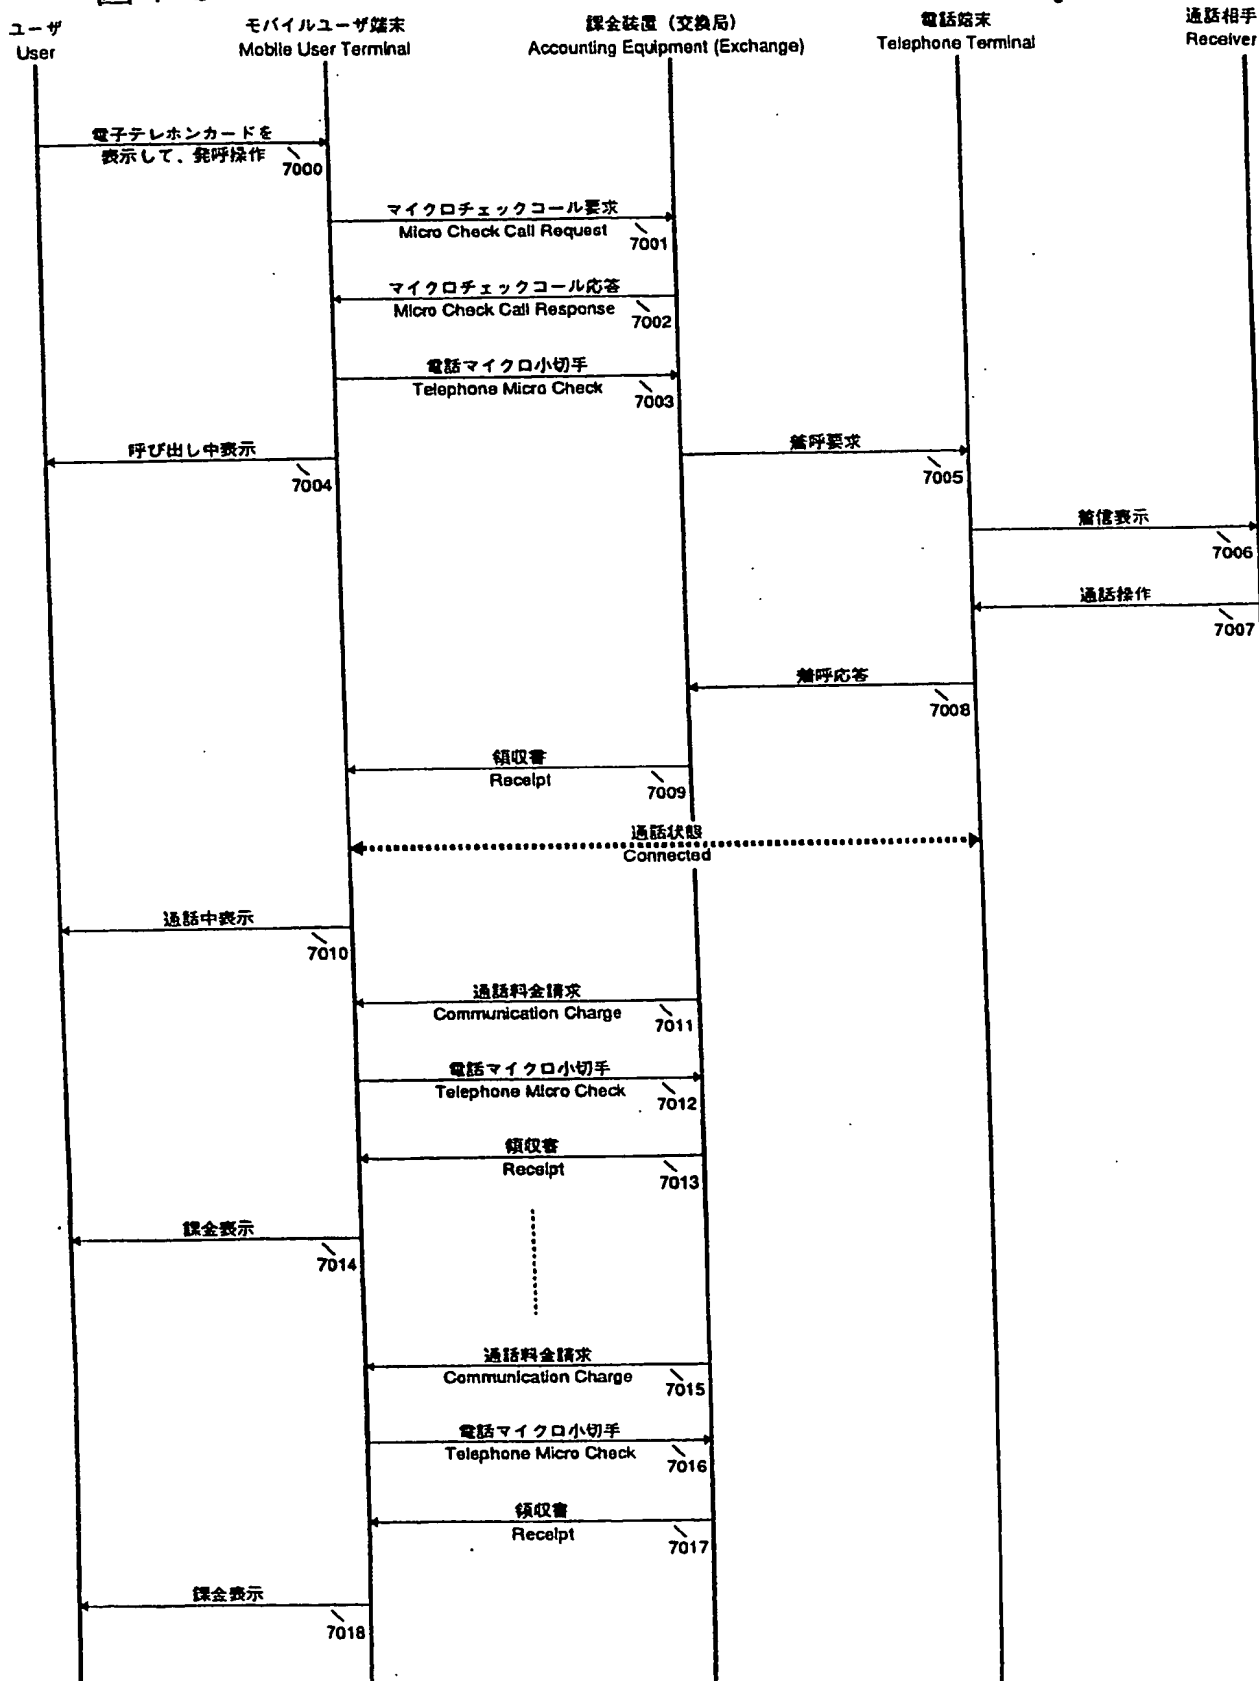 ユーザ
User
モバイルユーザ端末
Mobile User Terminal
課金装置（交換局）
Accounting Equipment (Exchange)
電話端末
Telephone Terminal
通話相手
Receiver
電子テレホンカードを
表示して、発呼操作
7000
マイクロチェックコール要求
Micro Check Call Request
7001
マイクロチェックコール応答
Micro Check Call Response
7002
電話マイクロ小切手
Telephone Micro Check
7003
呼び出し中表示
7004
着呼要求
7005
着信表示
7006
通話操作
7007
着呼応答
7008
領収書
Receipt
7009
通話状態
Connected
通話中表示
7010
通話料金請求
Communication Charge
7011
電話マイクロ小切手
Telephone Micro Check
7012
領収書
Receipt
7013
課金表示
7014
通話料金請求
Communication Charge
7015
電話マイクロ小切手
Telephone Micro Check
7016
領収書
Receipt
7017
課金表示
7018